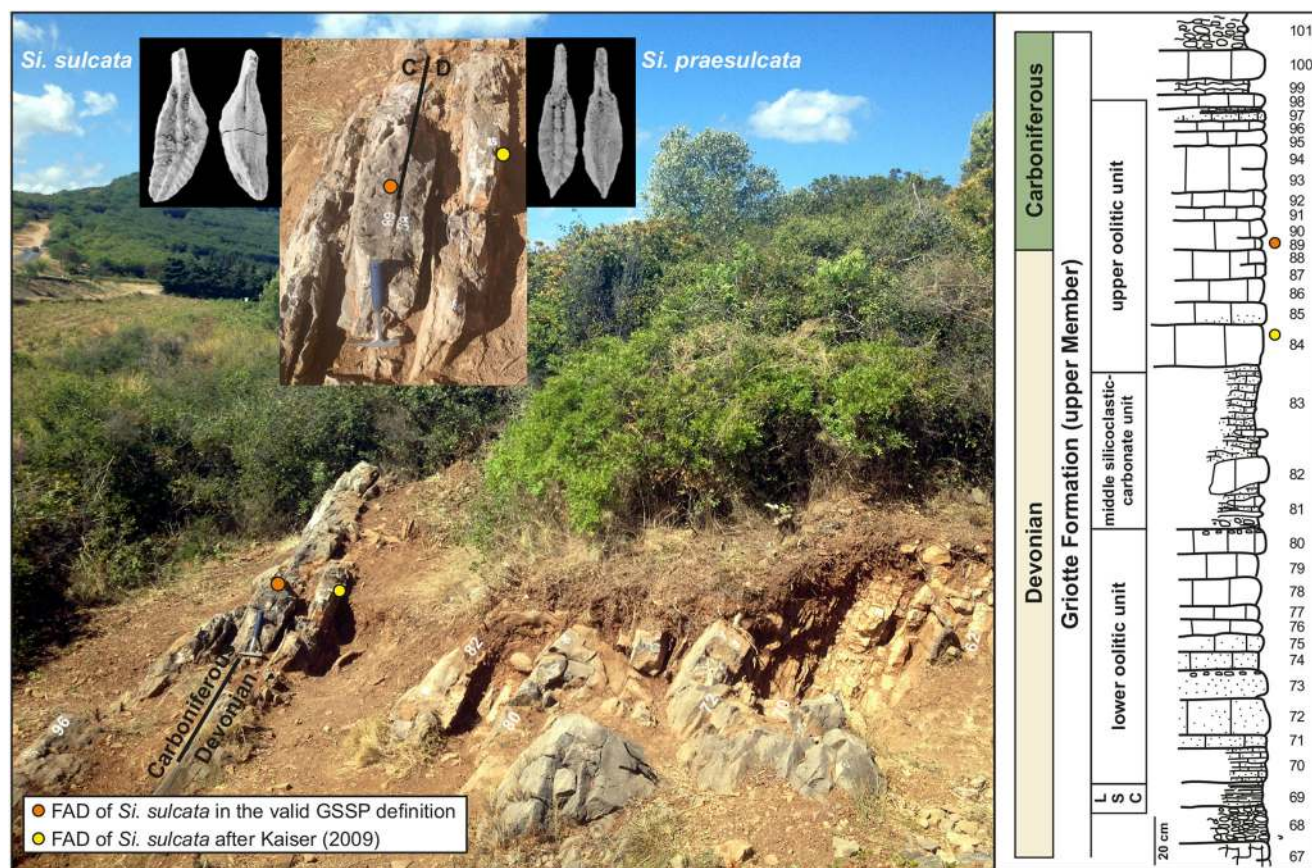 Si. sulcata
Si. praesulcata
C D
89
88
Carboniferous
Devonian
96
82
80
72
70
62
FAD of Si. sulcata in the valid GSSP definition
FAD of Si. sulcata after Kaiser (2009)
Carboniferous
Devonian
Griotte Formation (upper Member)
upper oolitic unit
middle silicoclastic-
carbonate unit
lower oolitic unit
L
S
C
20 cm
101
100
99
98
97
96
95
94
93
92
91
90
89
88
87
86
85
84
83
82
81
80
79
78
77
76
75
74
73
72
71
70
69
68
67